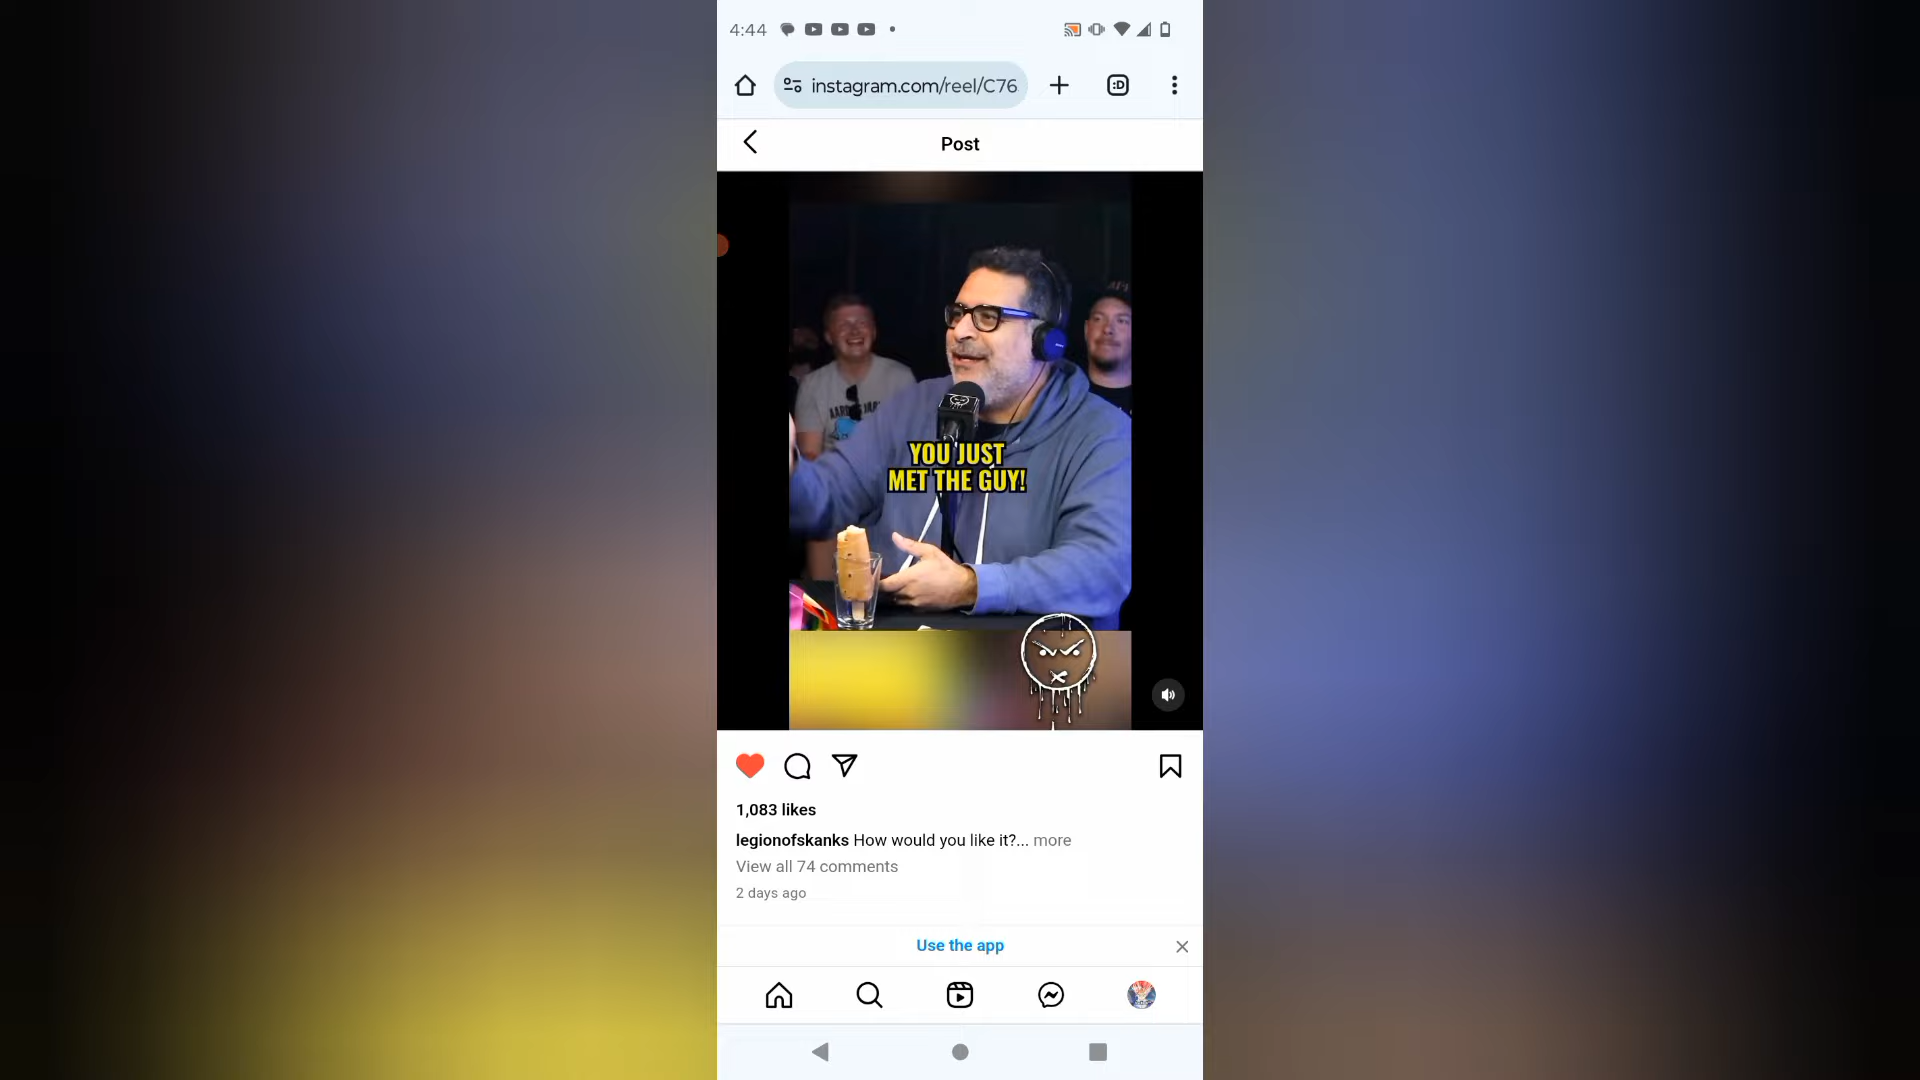 4:44
instagram.com/reel/C76
:D
Post
YOU JUST
MET THE GUY!
1,083 likes
legionofskanks How would you like it?... more
View all 74 comments
2 days ago
Use the app